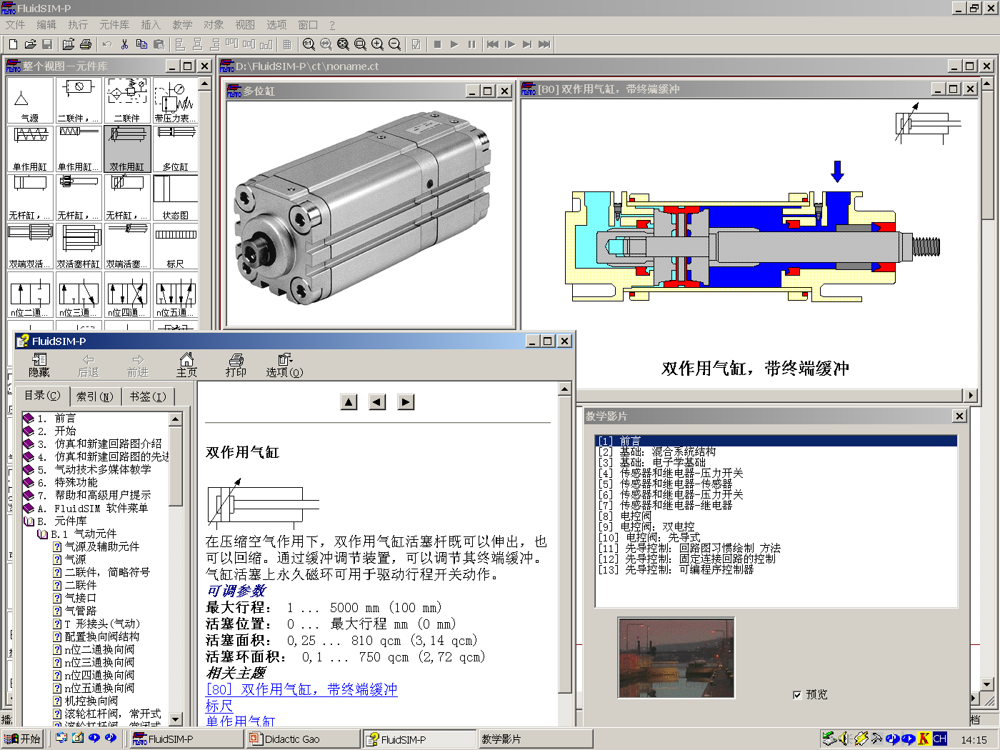 FluidSIM-P
文件 编辑 执行 元件库 插入 教学 对象 视图 选项 窗口 ?
整个视图－元件库
气源 二联件，... 二联件 带压力表...
单作用缸 单作用缸... 双作用缸 多位缸
无杆缸，... 无杆缸，... 无杆缸，... 状态图
双端双活... 双活塞杆缸 双端活塞... 标尺
n位二通... n位三通... n位四通... n位五通...
D:\FluidSIM-P\ct\noname.ct
多位缸
[80] 双作用气缸，带终端缓冲
双作用气缸，带终端缓冲
FluidSIM-P
隐藏 后退 前进 主页 打印 选项(O)
目录(C) 索引(N) 书签(I)
1. 前言
2. 开始
3. 仿真和新建回路图介绍
4. 仿真和新建回路图的先进
5. 气动技术多媒体教学
6. 特殊功能
7. 帮助和高级用户提示
A. FluidSIM 软件菜单
B. 元件库
B.1 气动元件
气源及辅助元件
气源
二联件，简略符号
二联件
气接口
气管路
T 形接头(气动)
配置换向阀结构
n位二通换向阀
n位三通换向阀
n位四通换向阀
n位五通换向阀
机控换向阀
滚轮杠杆阀，常开式
滚轮杠杆阀，常闭式
双作用气缸
在压缩空气作用下，双作用气缸活塞杆既可以伸出，也
可以回缩。通过缓冲调节装置，可以调节其终端缓冲。
气缸活塞上永久磁环可用于驱动行程开关动作。
可调参数
最大行程： 1 ... 5000 mm (100 mm)
活塞位置： 0 ... 最大行程 mm (0 mm)
活塞面积： 0,25 ... 810 qcm (3,14 qcm)
活塞环面积： 0,1 ... 750 qcm (2,72 qcm)
相关主题
[80] 双作用气缸，带终端缓冲
标尺
单作用气缸
教学影片
[1] 前言
[2] 基础：混合系统结构
[3] 基础：电子学基础
[4] 传感器和继电器-压力开关
[5] 传感器和继电器-传感器
[6] 传感器和继电器-压力开关
[7] 传感器和继电器-继电器
[8] 电控阀
[9] 电控阀：双电控
[10] 电控阀：先导式
[11] 先导控制：回路图习惯绘制 方法
[12] 先导控制：固定连接回路的控制
[13] 先导控制：可编程序控制器
预览
播
档
开始 FluidSIM-P Didactic Gao FluidSIM-P 教学影片 CH 14:15